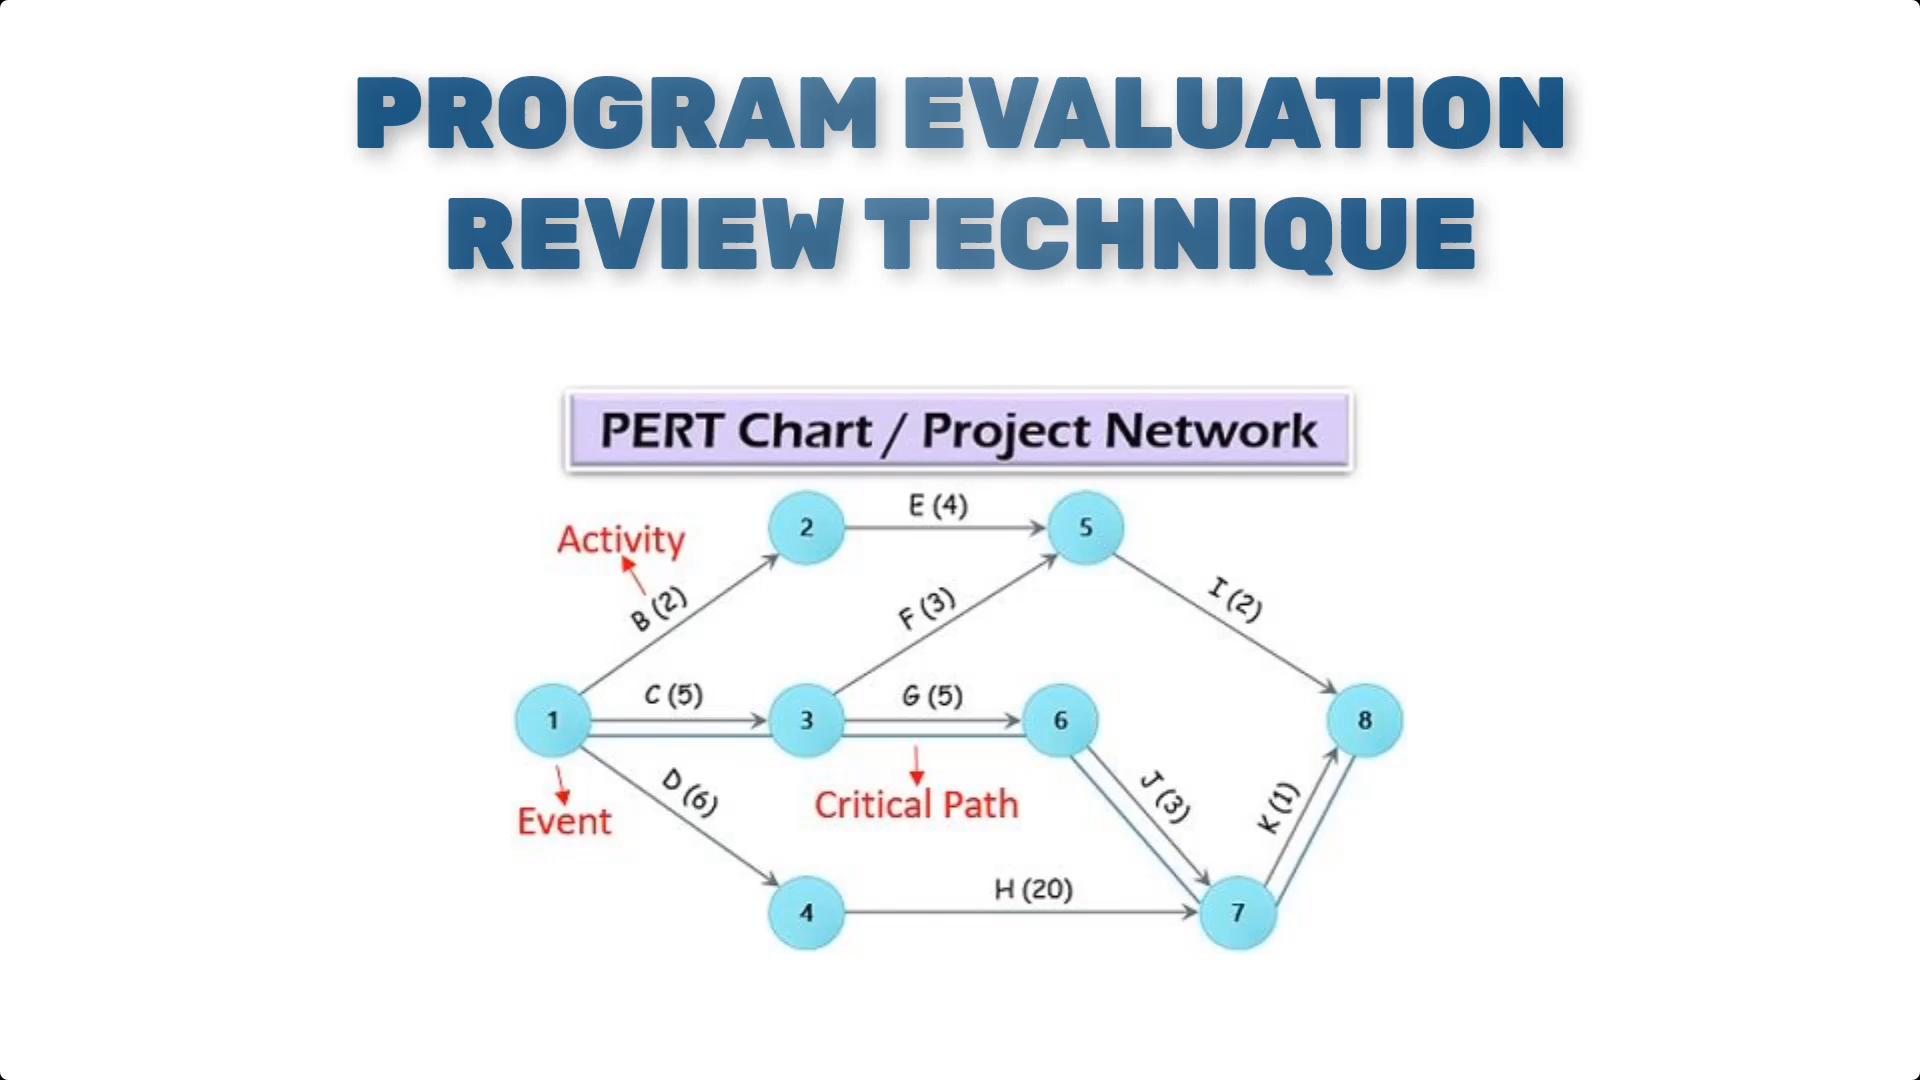 PROGRAM EVALUATION
REVIEW TECHNIQUE
PERT Chart / Project Network
E (4)
2
5
Activity
B (2)
F (3)
I (2)
C (5)
G (5)
1
3
6
8
D (6)
J (3)
K (1)
Event
Critical Path
H (20)
4
7